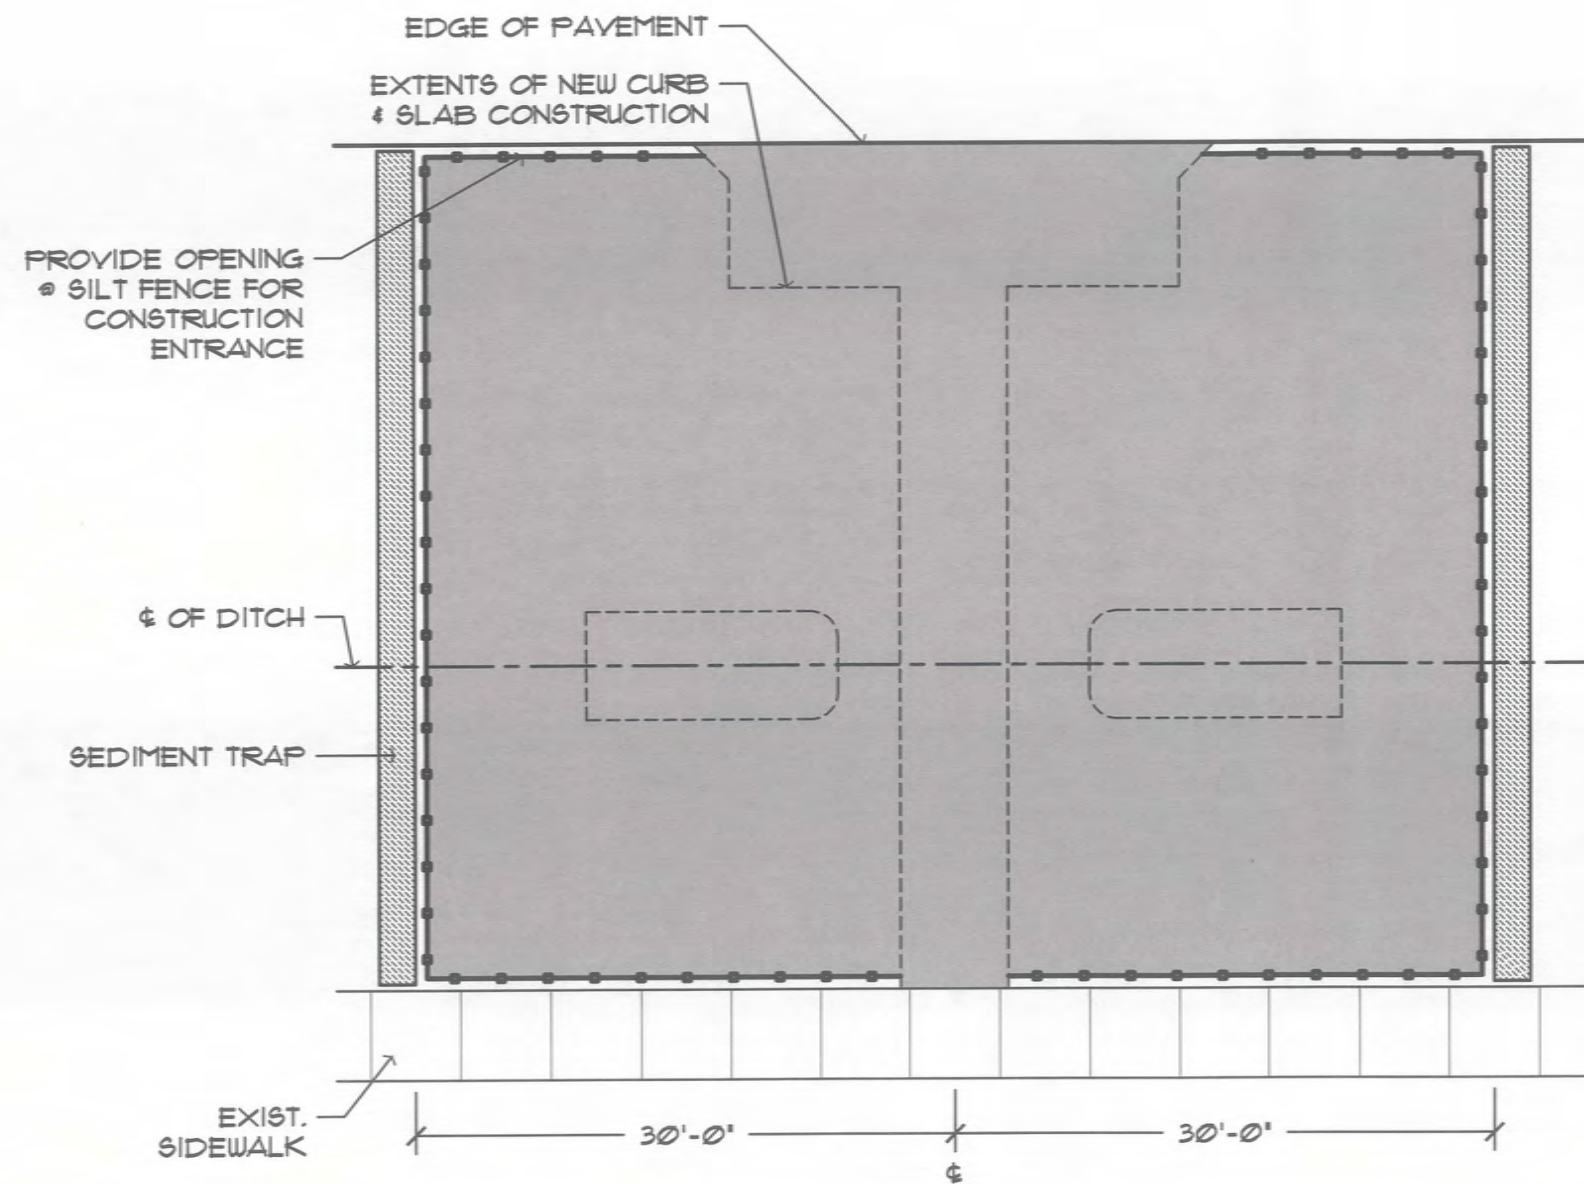 EDGE OF PAVEMENT
EXTENTS OF NEW CURB
& SLAB CONSTRUCTION
PROVIDE OPENING
@ SILT FENCE FOR
CONSTRUCTION
ENTRANCE
℄ OF DITCH
SEDIMENT TRAP
EXIST.
SIDEWALK
30'-0"
30'-0"
℄